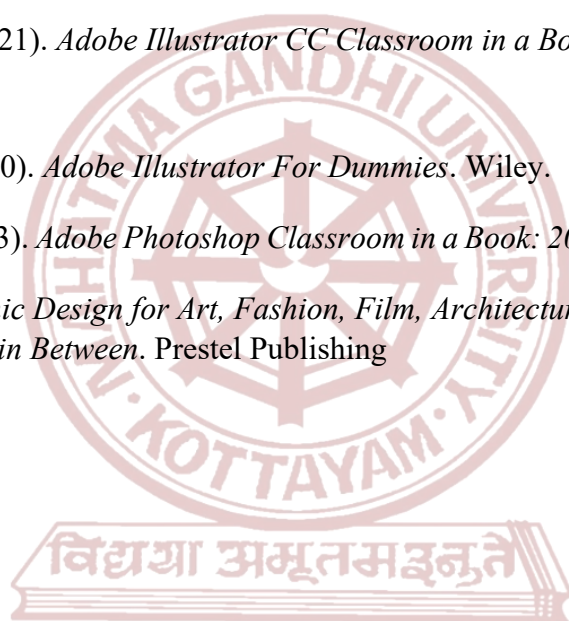 21). Adobe Illustrator CC Classroom in a Bo
0). Adobe Illustrator For Dummies. Wiley.
3). Adobe Photoshop Classroom in a Book: 20
ic Design for Art, Fashion, Film, Architectur
in Between. Prestel Publishing
MAHATMA GANDHI UNIVERSITY
KOTTAYAM
विद्यया अमृतमश्नुते